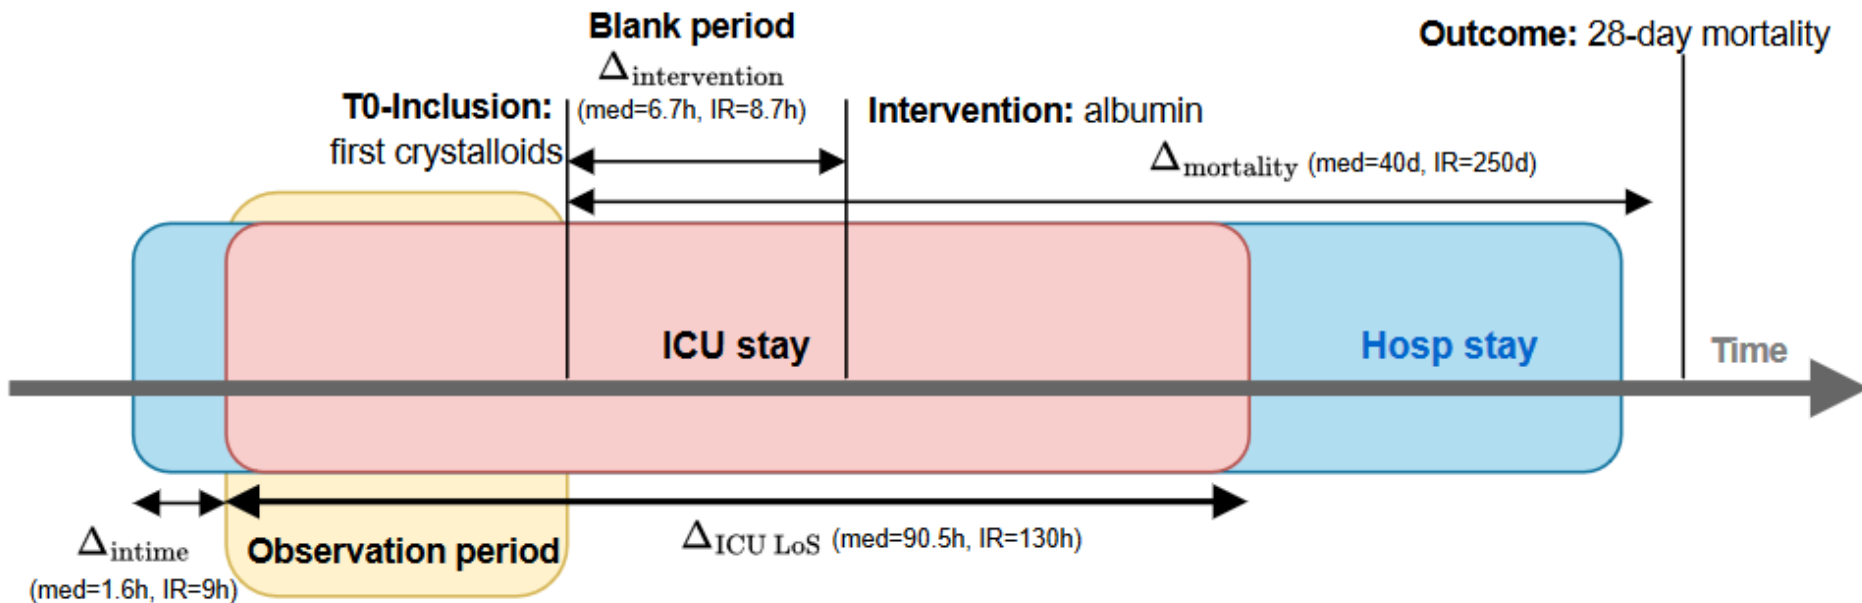 Blank period
Δintervention
(med=6.7h, IR=8.7h)
Outcome: 28-day mortality
T0-Inclusion:
first crystalloids
Intervention: albumin
Δmortality (med=40d, IR=250d)
ICU stay
Hosp stay
Time
Δintime
(med=1.6h, IR=9h)
Observation period
ΔICU LoS (med=90.5h, IR=130h)